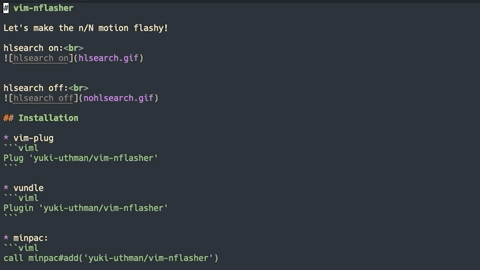 # vim-nflasher
Let's make the n/N motion flashy!
hlsearch on:<br>
![hlsearch on](hlsearch.gif)
hlsearch off:<br>
![hlsearch off](nohlsearch.gif)
## Installation
* vim-plug
```viml
Plug 'yuki-uthman/vim-nflasher'
```
* vundle
```viml
Plugin 'yuki-uthman/vim-nflasher'
```
* minpac:
```viml
call minpac#add('yuki-uthman/vim-nflasher')